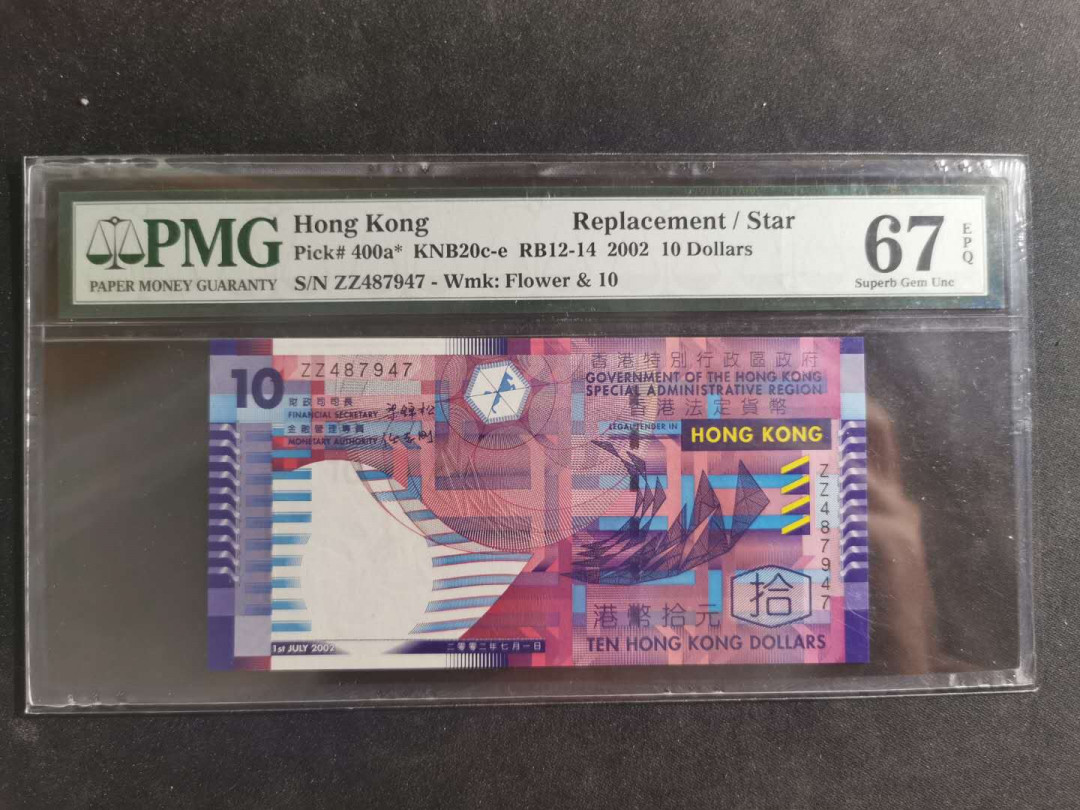 PMG
PAPER MONEY GUARANTY
Hong Kong Replacement / Star
Pick# 400a* KNB20c-e RB12-14 2002 10 Dollars
S/N ZZ487947 - Wmk: Flower & 10
67
EPQ
Superb Gem Unc
10
ZZ487947
財政司司長
FINANCIAL SECRETARY
金融管理專員
MONETARY AUTHORITY
香港特別行政區政府
GOVERNMENT OF THE HONG KONG
SPECIAL ADMINISTRATIVE REGION
香港法定貨幣
LEGAL TENDER IN
HONG KONG
ZZ487947
拾
港幣拾元
TEN HONG KONG DOLLARS
1st JULY 2002
二零零二年七月一日